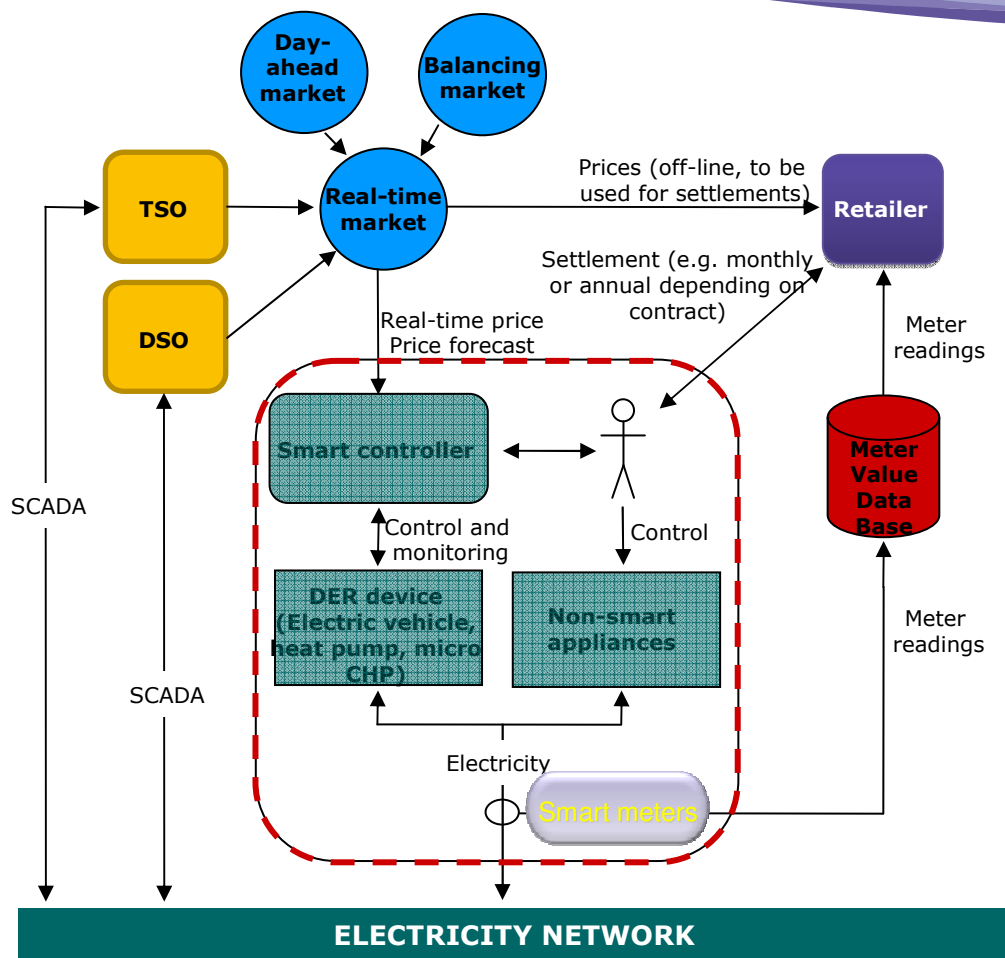 Day-
ahead
market
Balancing
market
TSO
Real-time
market
Prices (off-line, to be
used for settlements)
Retailer
DSO
Settlement (e.g. monthly
or annual depending on
contract)
Real-time price
Price forecast
Meter
readings
Smart controller
Meter
Value
Data
Base
SCADA
Control and
monitoring
Control
DER device
(Electric vehicle,
heat pump, micro
CHP)
Non-smart
appliances
Meter
readings
SCADA
Electricity
Smart meters
ELECTRICITY NETWORK